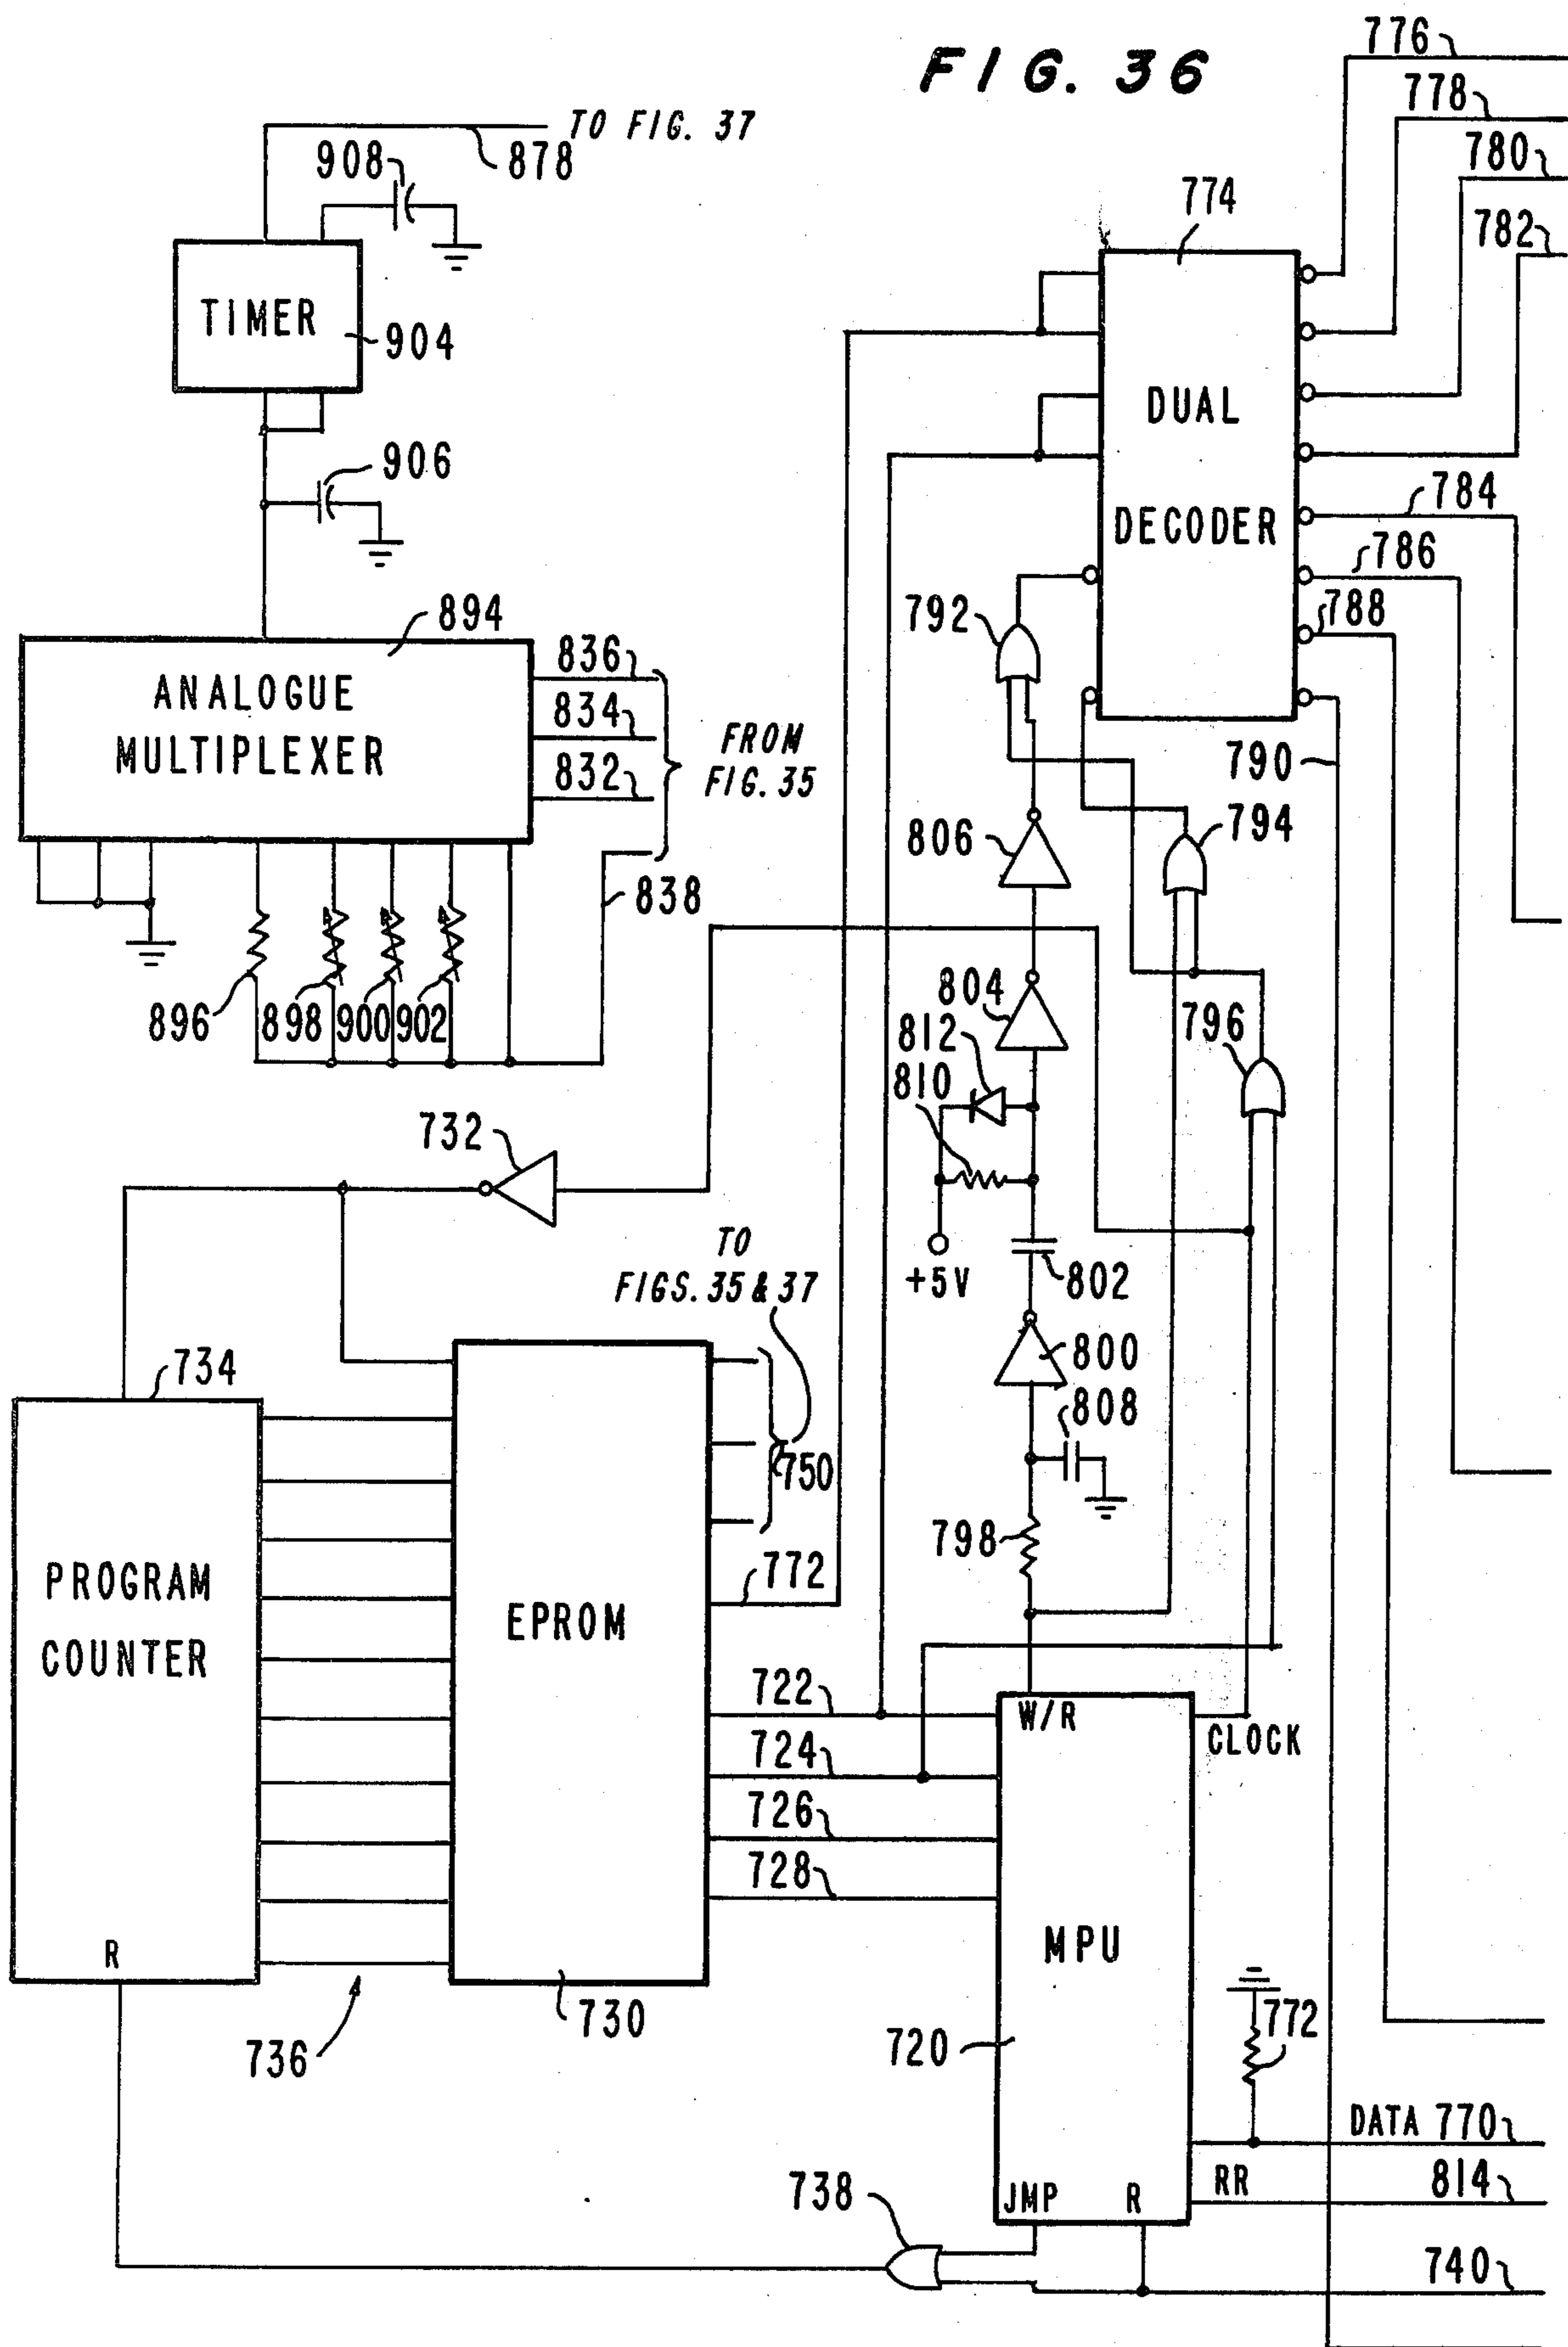 FIG. 36
776
778
780
782
TO FIG. 37
878
908
TIMER
904
906
774
DUAL
DECODER
784
786
788
790
792
794
796
894
ANALOGUE
MULTIPLEXER
836
834
832
FROM
FIG. 35
838
896
898
900
902
806
804
812
810
+5V
802
800
808
798
732
TO
FIGS. 35 & 37
750
734
PROGRAM
COUNTER
R
736
EPROM
730
772
722
724
726
728
W/R
CLOCK
MPU
720
JMP
R
772
DATA 770
RR
814
738
740